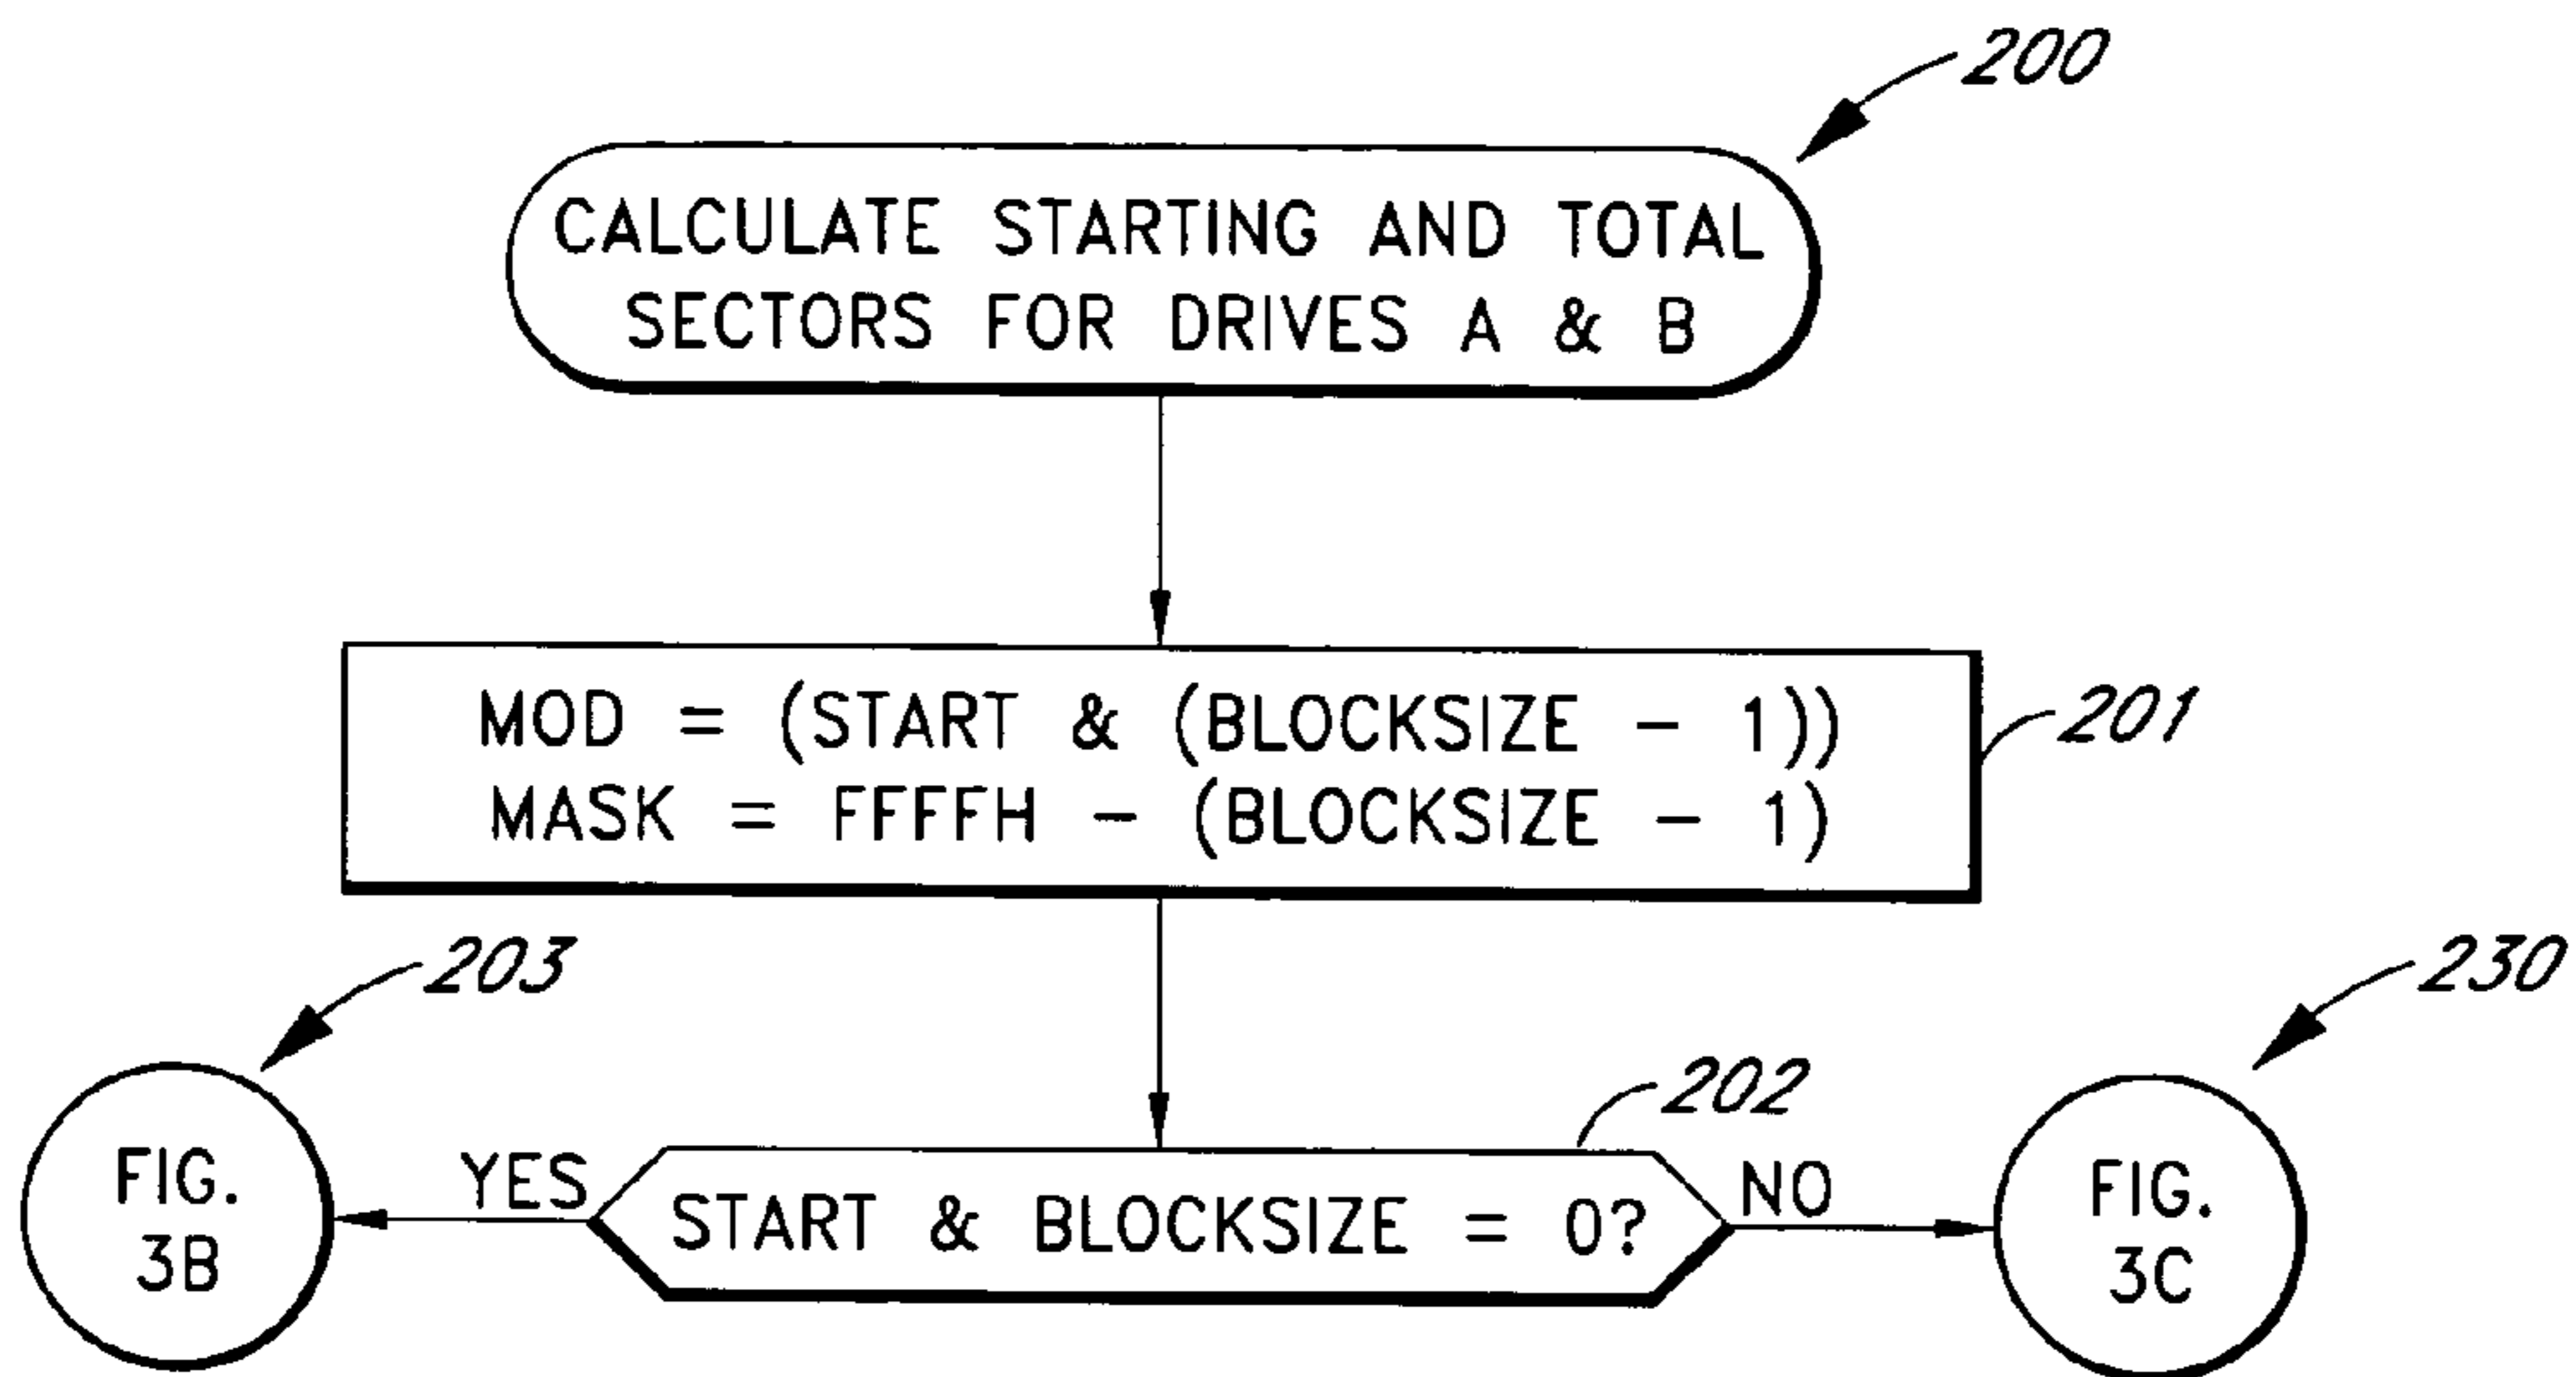 200
CALCULATE STARTING AND TOTAL
SECTORS FOR DRIVES A & B
MOD = (START & (BLOCKSIZE - 1))
MASK = FFFFH - (BLOCKSIZE - 1)
201
203
230
202
FIG.
3B
YES
START & BLOCKSIZE = 0?
NO
FIG.
3C